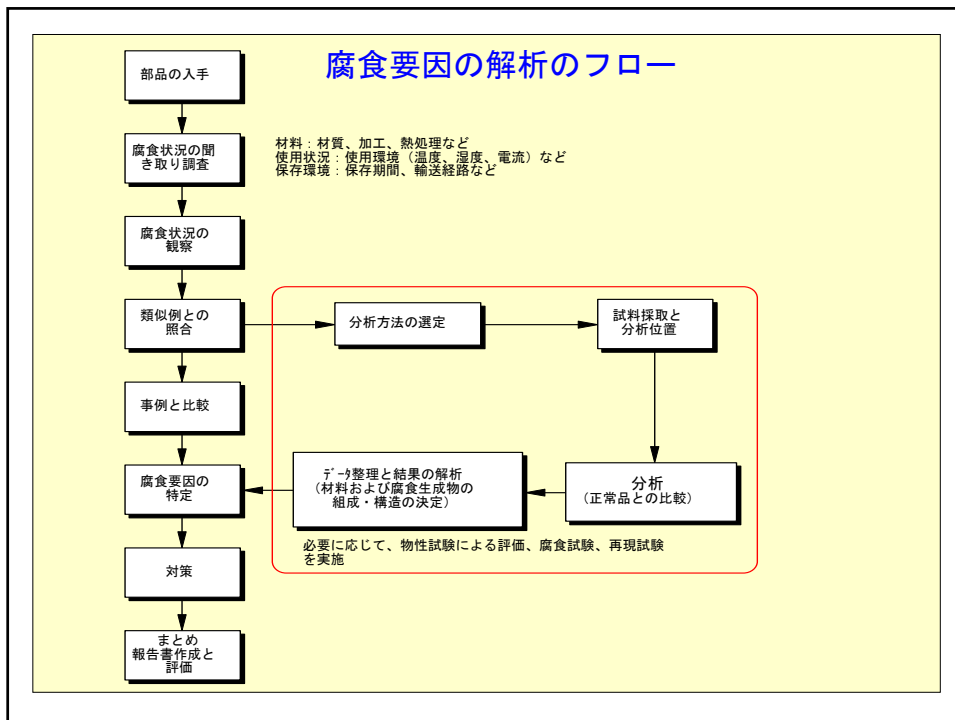 腐食要因の解析のフロー
部品の入手
腐食状況の聞
き取り調査
材料：材質、加工、熱処理など
使用状況：使用環境（温度、湿度、電流）など
保存環境：保存期間、輸送経路など
腐食状況の
観察
類似例との
照合
分析方法の選定
試料採取と
分析位置
事例と比較
腐食要因の
特定
ﾃﾞｰﾀ整理と結果の解析
（材料および腐食生成物の
組成・構造の決定）
分析
（正常品との比較）
必要に応じて、物性試験による評価、腐食試験、再現試験
を実施
対策
まとめ
報告書作成と
評価